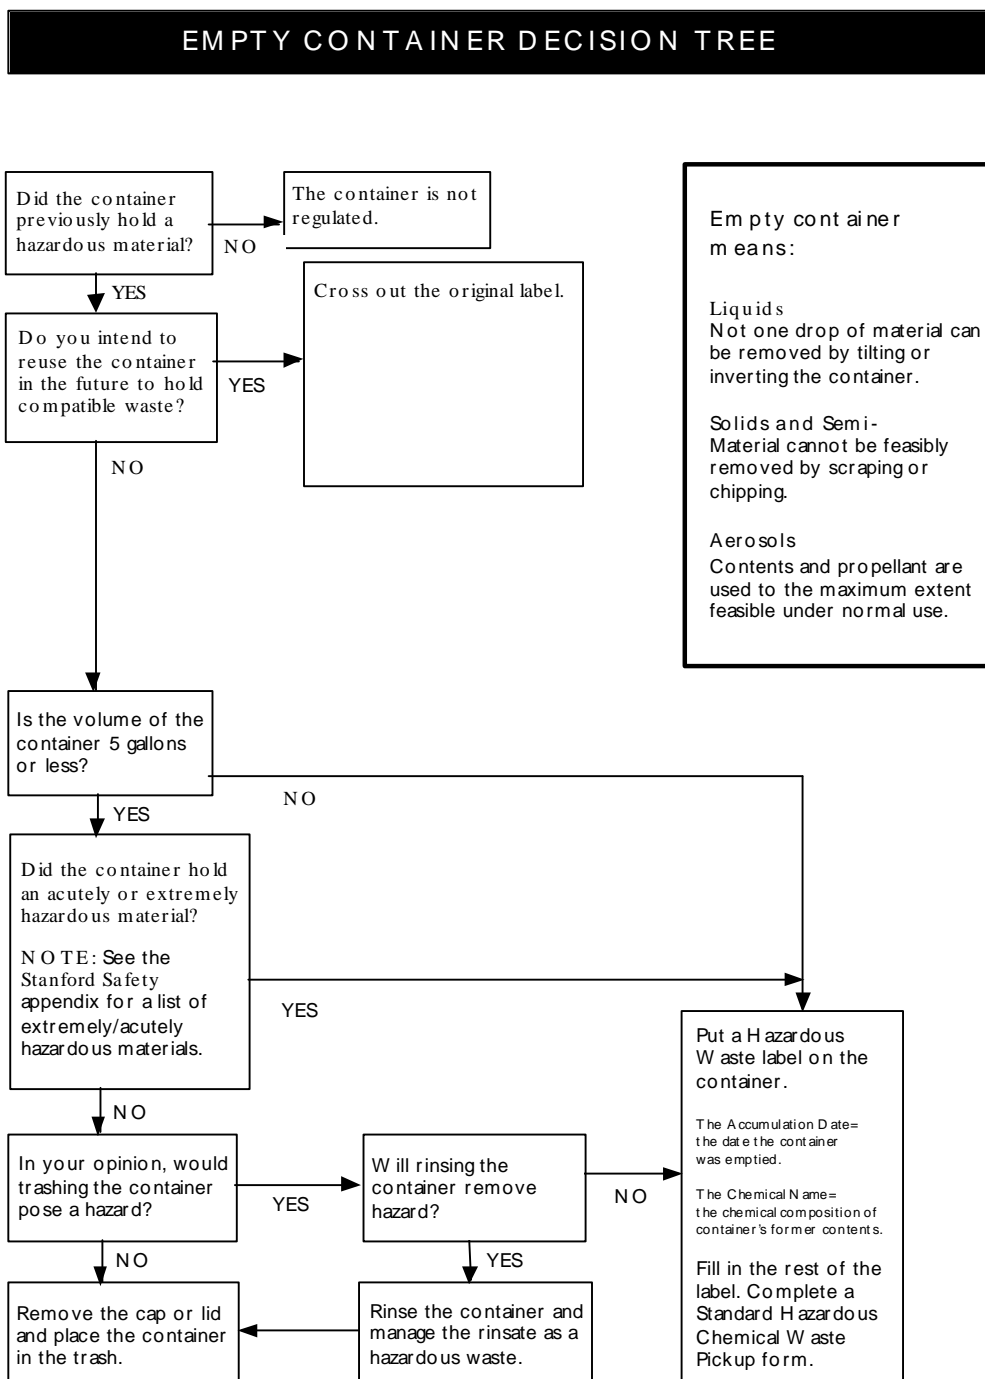 EMPTY CONTAINER DECISION TREE
Did the container
previously hold a
hazardous material?
NO
The container is not
regulated.
YES
Do you intend to
reuse the container
in the future to hold
compatible waste?
YES
Cross out the original label.
NO
Empty container
means:
Liquids
Not one drop of material can
be removed by tilting or
inverting the container.
Solids and Semi-
Material cannot be feasibly
removed by scraping or
chipping.
Aerosols
Contents and propellant are
used to the maximum extent
feasible under normal use.
Is the volume of the
container 5 gallons
or less?
NO
YES
Did the container hold
an acutely or extremely
hazardous material?
NOTE: See the
Stanford Safety
appendix for a list of
extremely/acutely
hazardous materials.
YES
NO
In your opinion, would
trashing the container
pose a hazard?
YES
Will rinsing the
container remove
hazard?
NO
NO
YES
Remove the cap or lid
and place the container
in the trash.
Rinse the container and
manage the rinsate as a
hazardous waste.
Put a Hazardous
Waste label on the
container.
The Accumulation Date=
the date the container
was emptied.
The Chemical Name=
the chemical composition of
container's former contents.
Fill in the rest of the
label. Complete a
Standard Hazardous
Chemical Waste
Pickup form.